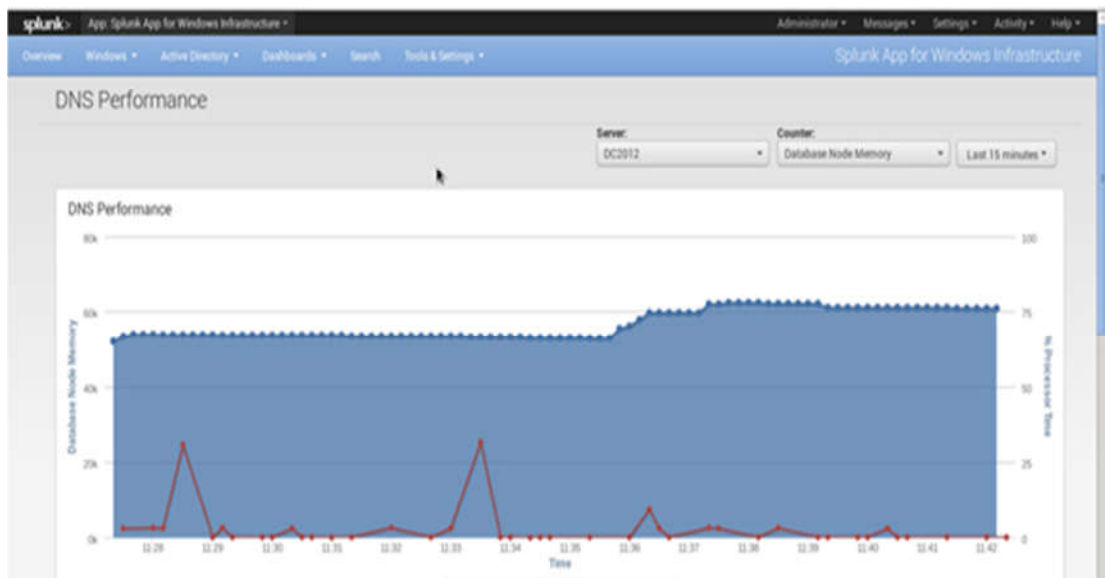 splunk> App: Splunk App for Windows Infrastructure Administrator Messages Settings Activity Help
Overview Windows Active Directory Dashboards Search Tools & Settings Splunk App for Windows Infrastructure
DNS Performance
Server: Counter:
DC2012 Database Node Memory Last 15 minutes
DNS Performance
80k 100
60k 75
40k 50
20k 25
0k 0
Database Node Memory
% Processor Time
11:28 11:29 11:30 11:31 11:32 11:33 11:34 11:35 11:36 11:37 11:38 11:39 11:40 11:41 11:42
Time